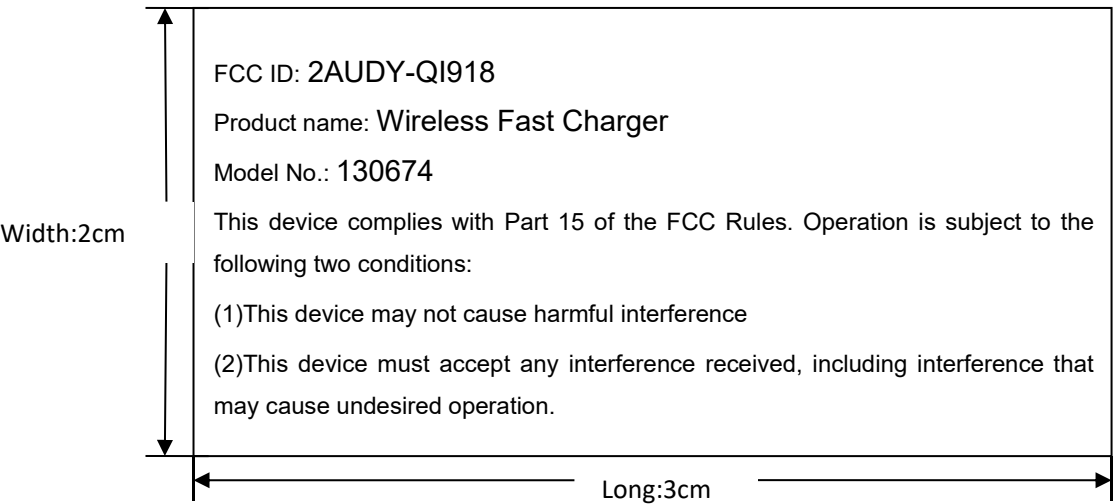 FCC ID: 2AUDY-QI918
Product name: Wireless Fast Charger
Model No.: 130674
This device complies with Part 15 of the FCC Rules. Operation is subject to the
Width:2cm
following two conditions:
(1)This device may not cause harmful interference
(2)This device must accept any interference received, including interference that
may cause undesired operation.
Long:3cm